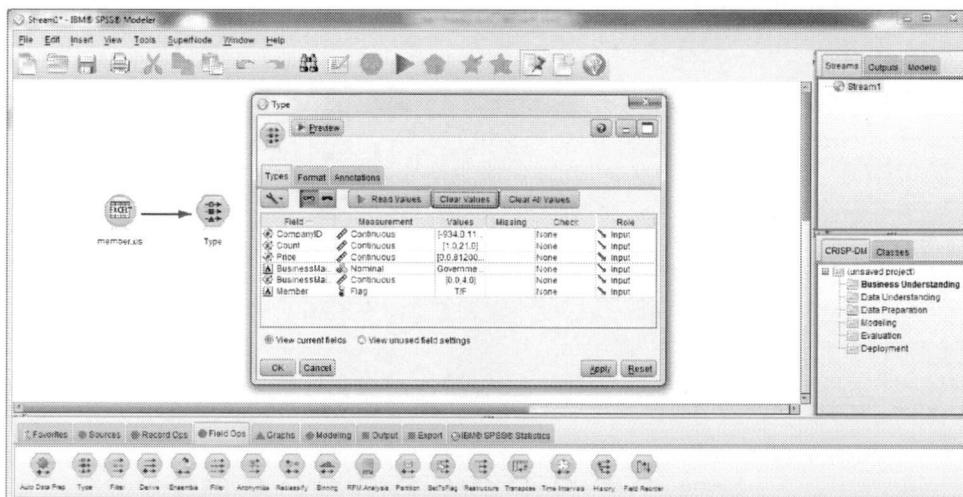 Stream0* - IBM® SPSS® Modeler
File Edit Insert View Tools SuperNode Window Help
Streams Outputs Models
Stream1
Type
Preview
Types Format Annotations
Read Values Clear Values Clear All Values
Field Measurement Values Missing Check Role
CompanyID Continuous [-934.0,11... None Input
Count Continuous [1.0,21.0] None Input
Price Continuous [0.0,81200... None Input
BusinessMai... Nominal Governme... None Input
BusinessMai... Continuous [0.0,4.0] None Input
Member Flag T/F None Input
View current fields View unused field settings
OK Cancel Apply Reset
EXCEL
member.xls Type
CRISP-DM Classes
(unsaved project)
Business Understanding
Data Understanding
Data Preparation
Modeling
Evaluation
Deployment
Favorites Sources Record Ops Field Ops Graphs Modeling Output Export IBM® SPSS® Statistics
Auto Data Prep Type Filter Derive Ensemble Filler Anonymize Reclassify Binning RFM Analysis Partition SetToFlag Restructure Transpose Time Intervals History Field Reorder